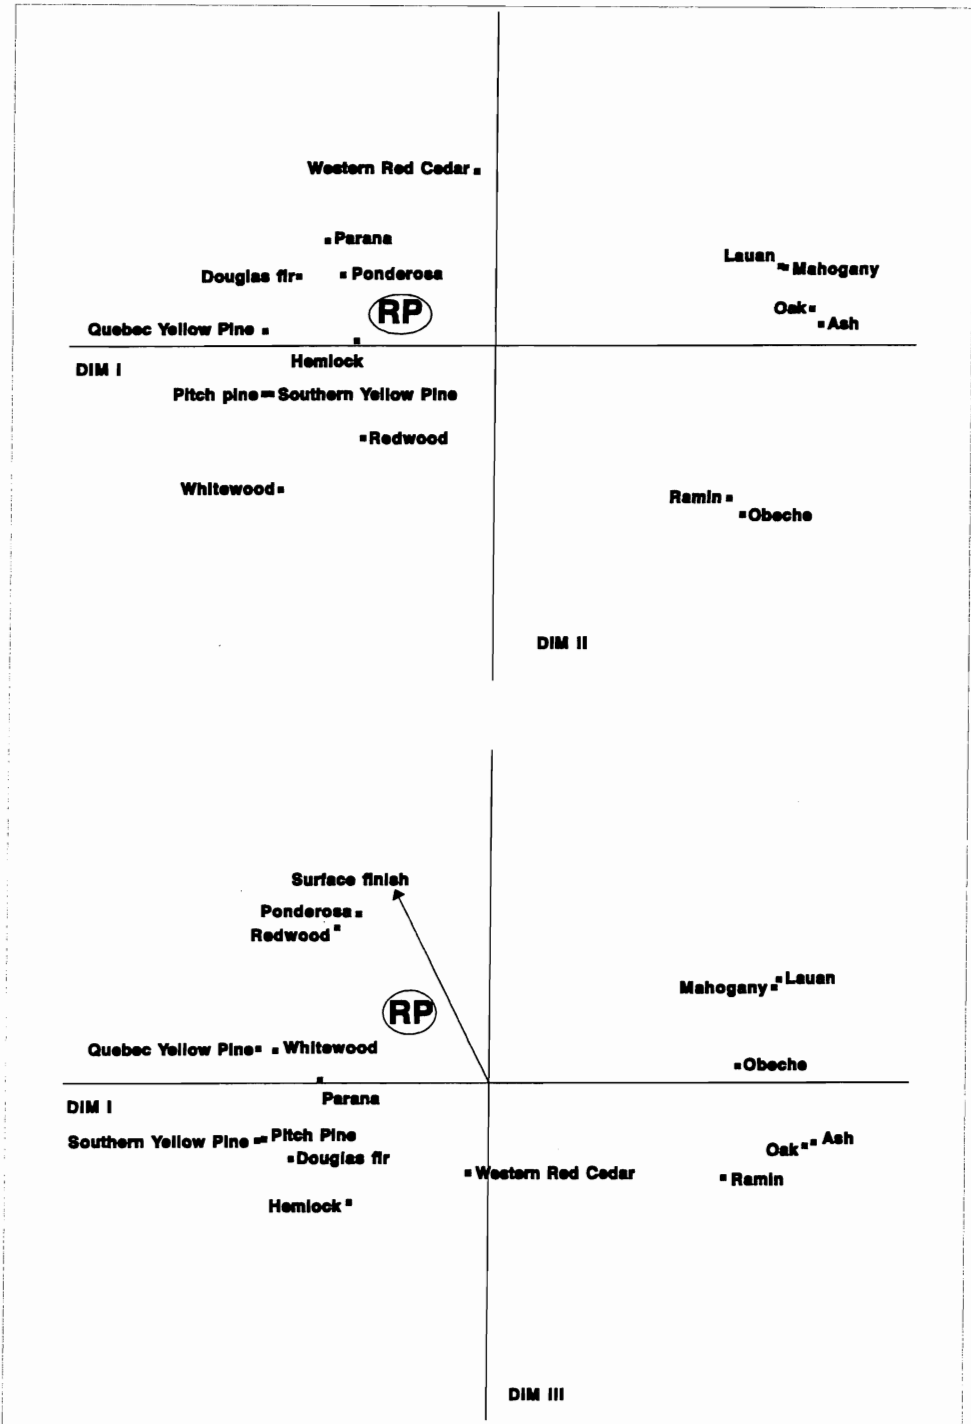 Western Red Cedar
Parana
Lauan
Mahogany
Douglas fir
Ponderosa
Oak
RP
Ash
Quebec Yellow Pine
Hemlock
DIM I
Pitch pine
Southern Yellow Pine
Redwood
Whitewood
Ramin
Obeche
DIM II
Surface finish
Ponderosa
Redwood
Lauan
Mahogany
RP
Quebec Yellow Pine
Whitewood
Obeche
Parana
DIM I
Southern Yellow Pine
Pitch Pine
Oak
Ash
Douglas fir
Western Red Cedar
Ramin
Hemlock
DIM III